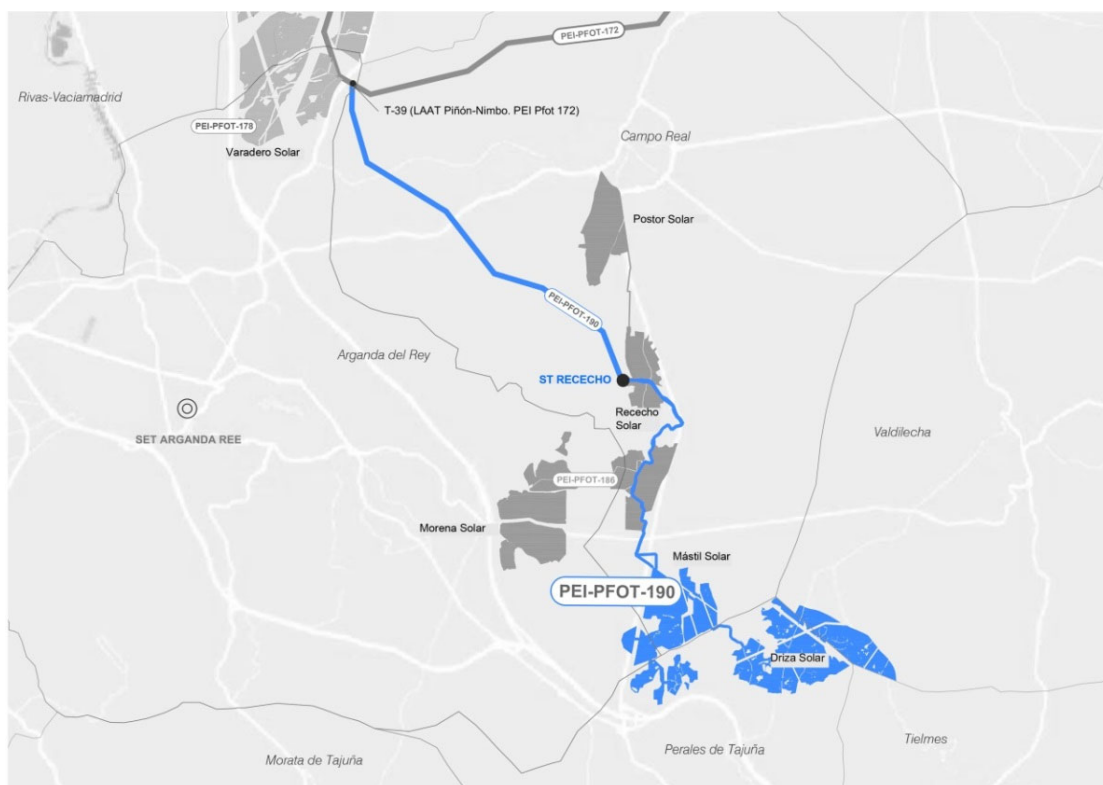 PEI-PFOT-172
Rivas-Vaciamadrid
T-39 (LAAT Piñón-Nimbo. PEI Pfot 172)
PEI-PFOT-178
Campo Real
Varadero Solar
Postor Solar
PEI-PFOT-190
Arganda del Rey
ST RECECHO
Rececho
Solar
SET ARGANDA REE
Valdilecha
PEI-PFOT-186
Morena Solar
Mástil Solar
PEI-PFOT-190
Driza Solar
Tielmes
Perales de Tajuña
Morata de Tajuña